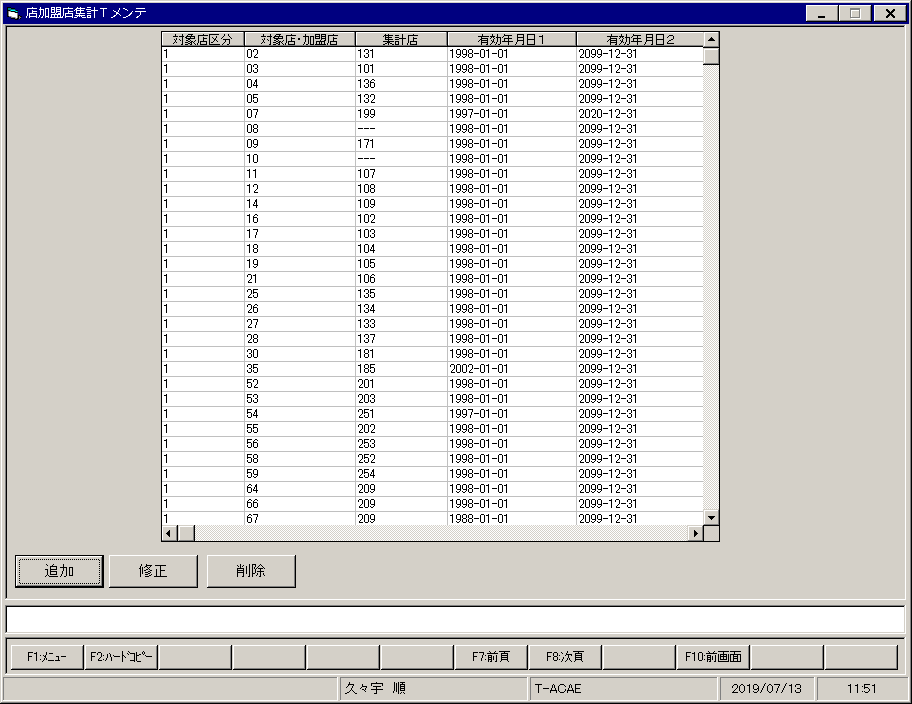 店加盟店集計Tメンテ
対象店区分 対象店・加盟店 集計店 有効年月日1 有効年月日2
1 02 131 1998-01-01 2099-12-31
1 03 101 1998-01-01 2099-12-31
1 04 136 1998-01-01 2099-12-31
1 05 132 1998-01-01 2099-12-31
1 07 199 1997-01-01 2020-12-31
1 08 --- 1998-01-01 2099-12-31
1 09 171 1998-01-01 2099-12-31
1 10 --- 1998-01-01 2099-12-31
1 11 107 1998-01-01 2099-12-31
1 12 108 1998-01-01 2099-12-31
1 14 109 1998-01-01 2099-12-31
1 16 102 1998-01-01 2099-12-31
1 17 103 1998-01-01 2099-12-31
1 18 104 1998-01-01 2099-12-31
1 19 105 1998-01-01 2099-12-31
1 21 106 1998-01-01 2099-12-31
1 25 135 1998-01-01 2099-12-31
1 26 134 1998-01-01 2099-12-31
1 27 133 1998-01-01 2099-12-31
1 28 137 1998-01-01 2099-12-31
1 30 181 1998-01-01 2099-12-31
1 35 185 2002-01-01 2099-12-31
1 52 201 1998-01-01 2099-12-31
1 53 203 1998-01-01 2099-12-31
1 54 251 1997-01-01 2099-12-31
1 55 202 1998-01-01 2099-12-31
1 56 253 1998-01-01 2099-12-31
1 58 252 1998-01-01 2099-12-31
1 59 254 1998-01-01 2099-12-31
1 64 209 1998-01-01 2099-12-31
1 66 209 1998-01-01 2099-12-31
1 67 209 1988-01-01 2099-12-31
追加 修正 削除
F1:ﾒﾆｭｰ F2:ﾊｰﾄﾞｺﾋﾟｰ F7:前頁 F8:次頁 F10:前画面
久々宇 順 T-ACAE 2019/07/13 11:51